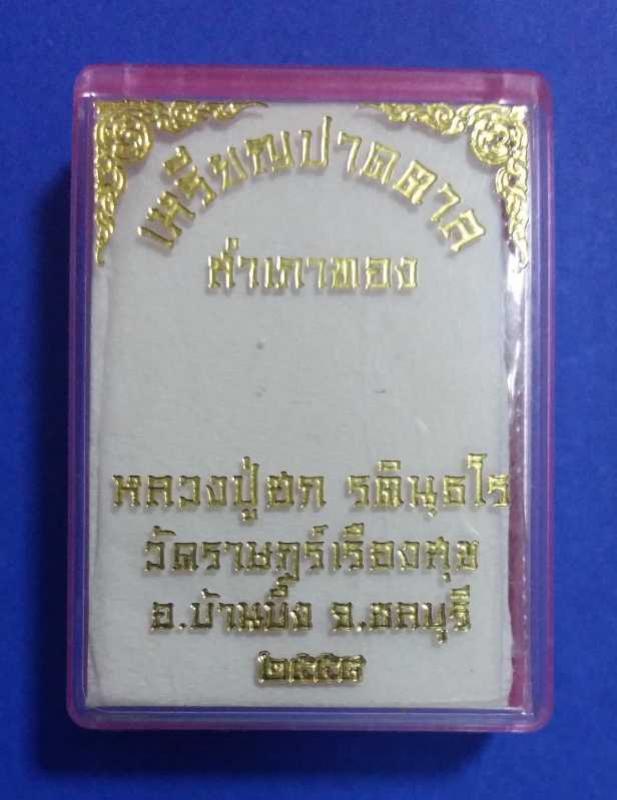 เหรียญปาดตาล
สำเภาทอง
หลวงปู่ฮก รตินฺธโร
วัดราษฎร์เรืองสุข
อ.บ้านบึง จ.ชลบุรี
๒๕๕๘